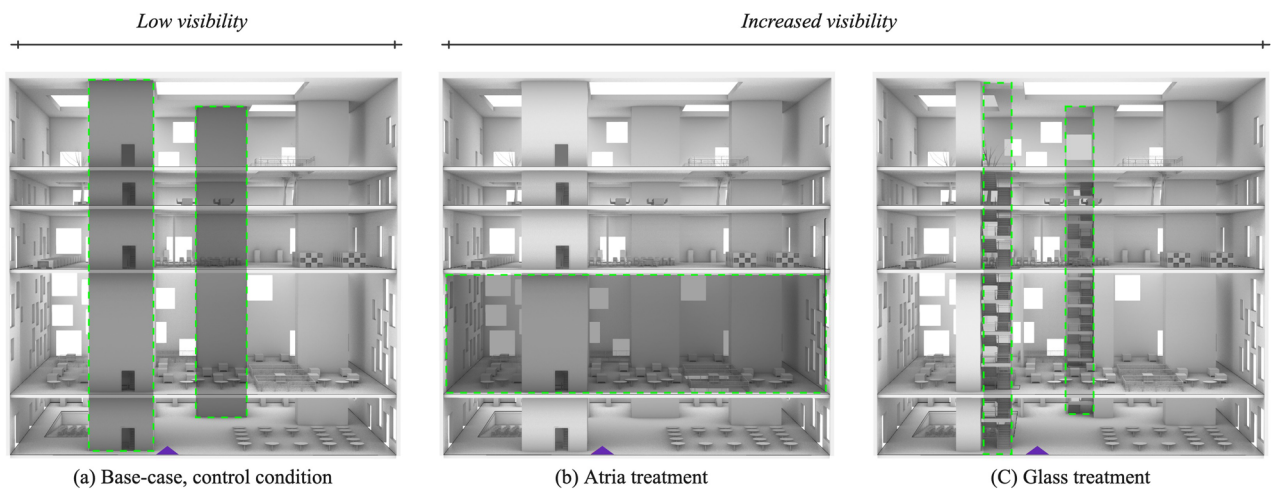 Low visibility
Increased visibility
(a) Base-case, control condition
(b) Atria treatment
(C) Glass treatment